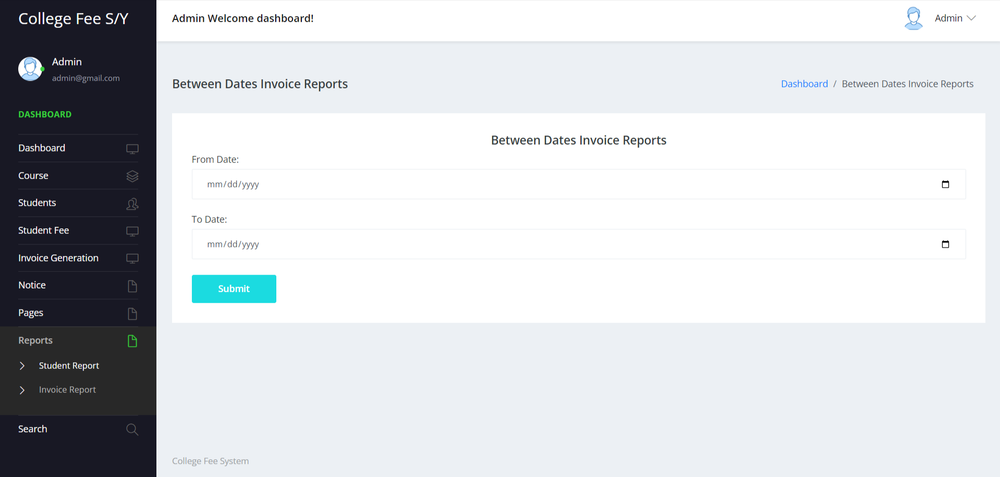 College Fee S/Y
Admin
admin@gmail.com
DASHBOARD
Dashboard
Course
Students
Student Fee
Invoice Generation
Notice
Pages
Reports
Student Report
Invoice Report
Search
Admin Welcome dashboard!
Admin
Between Dates Invoice Reports
Dashboard / Between Dates Invoice Reports
Between Dates Invoice Reports
From Date:
mm/dd/yyyy
To Date:
mm/dd/yyyy
Submit
College Fee System